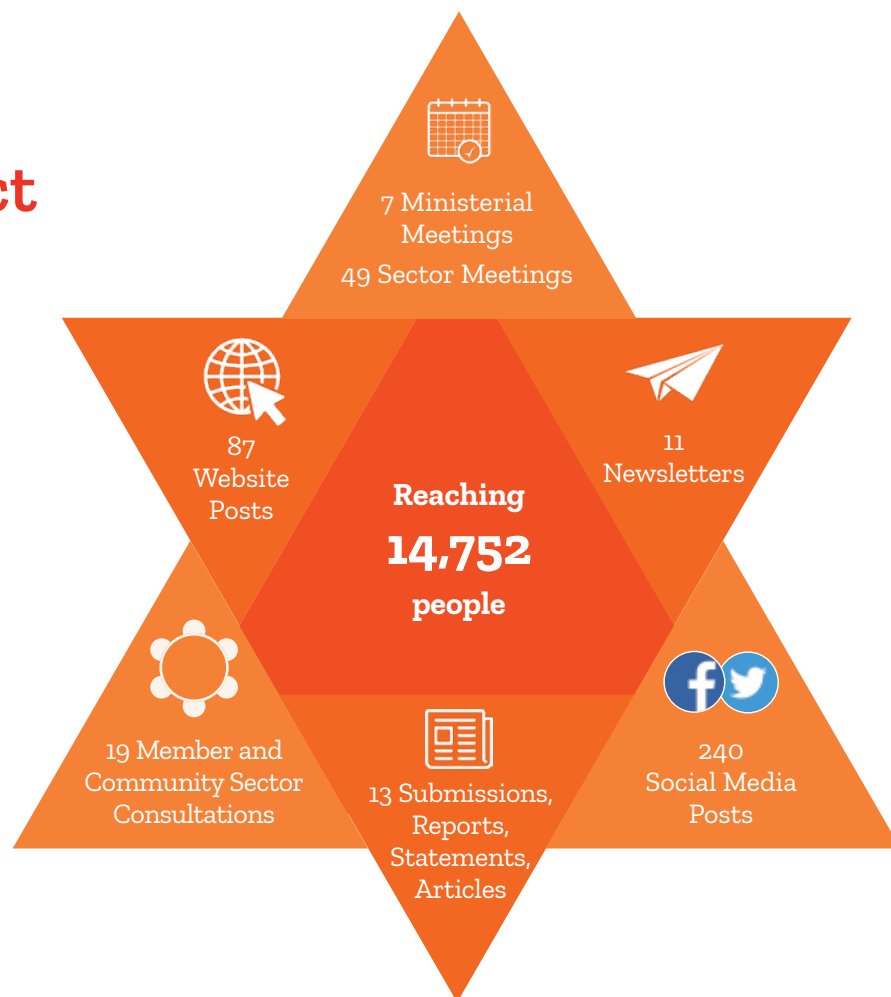 ct
7 Ministerial
Meetings
49 Sector Meetings
87
Website
Posts
11
Newsletters
Reaching
14,752
people
19 Member and
Community Sector
Consultations
13 Submissions,
Reports,
Statements,
Articles
240
Social Media
Posts